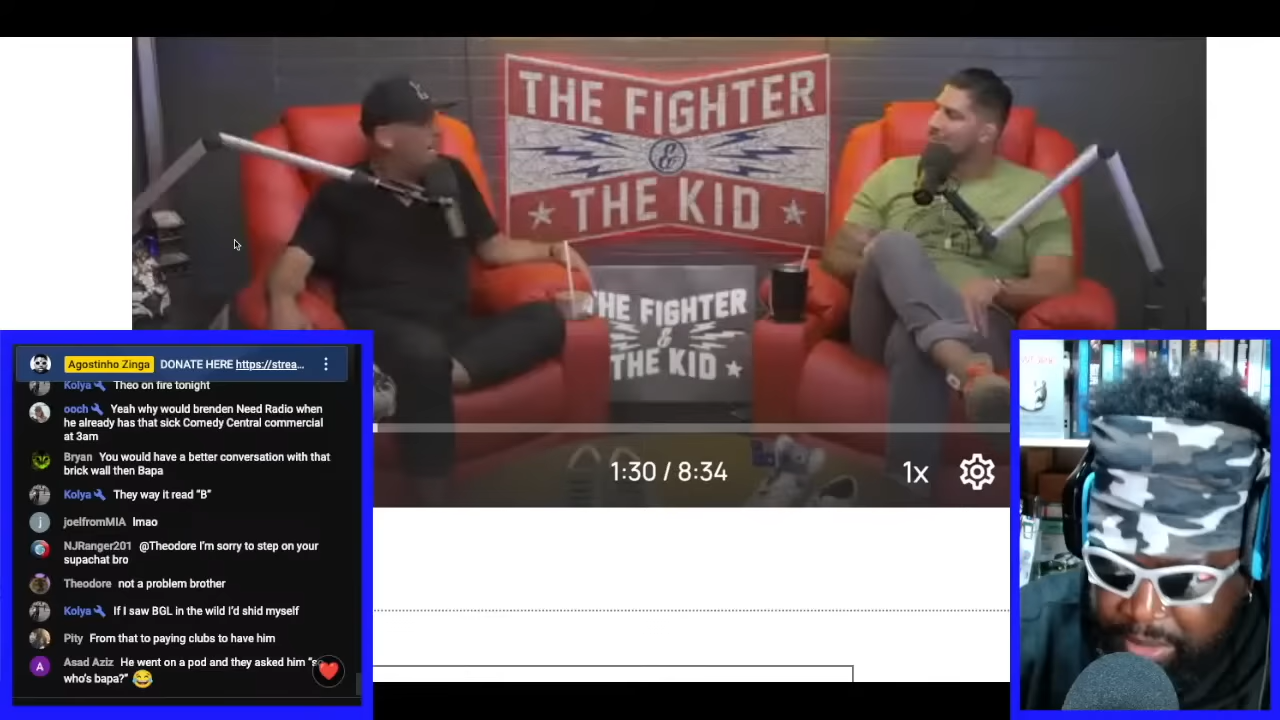 THE FIGHTER
&
THE KID
THE FIGHTER
&
THE KID
1:30 / 8:34
1x
Agostinho Zinga DONATE HERE https://strea...
Kolya Theo on fire tonight
ooch Yeah why would brenden Need Radio when
he already has that sick Comedy Central commercial
at 3am
Bryan You would have a better conversation with that
brick wall then Bapa
Kolya They way it read “B”
j
joelfromMIA lmao
NJRanger201 @Theodore I'm sorry to step on your
supachat bro
Theodore not a problem brother
Kolya If I saw BGL in the wild I'd shid myself
Pity From that to paying clubs to have him
A
Asad Aziz He went on a pod and they asked him
who's bapa?” 😂